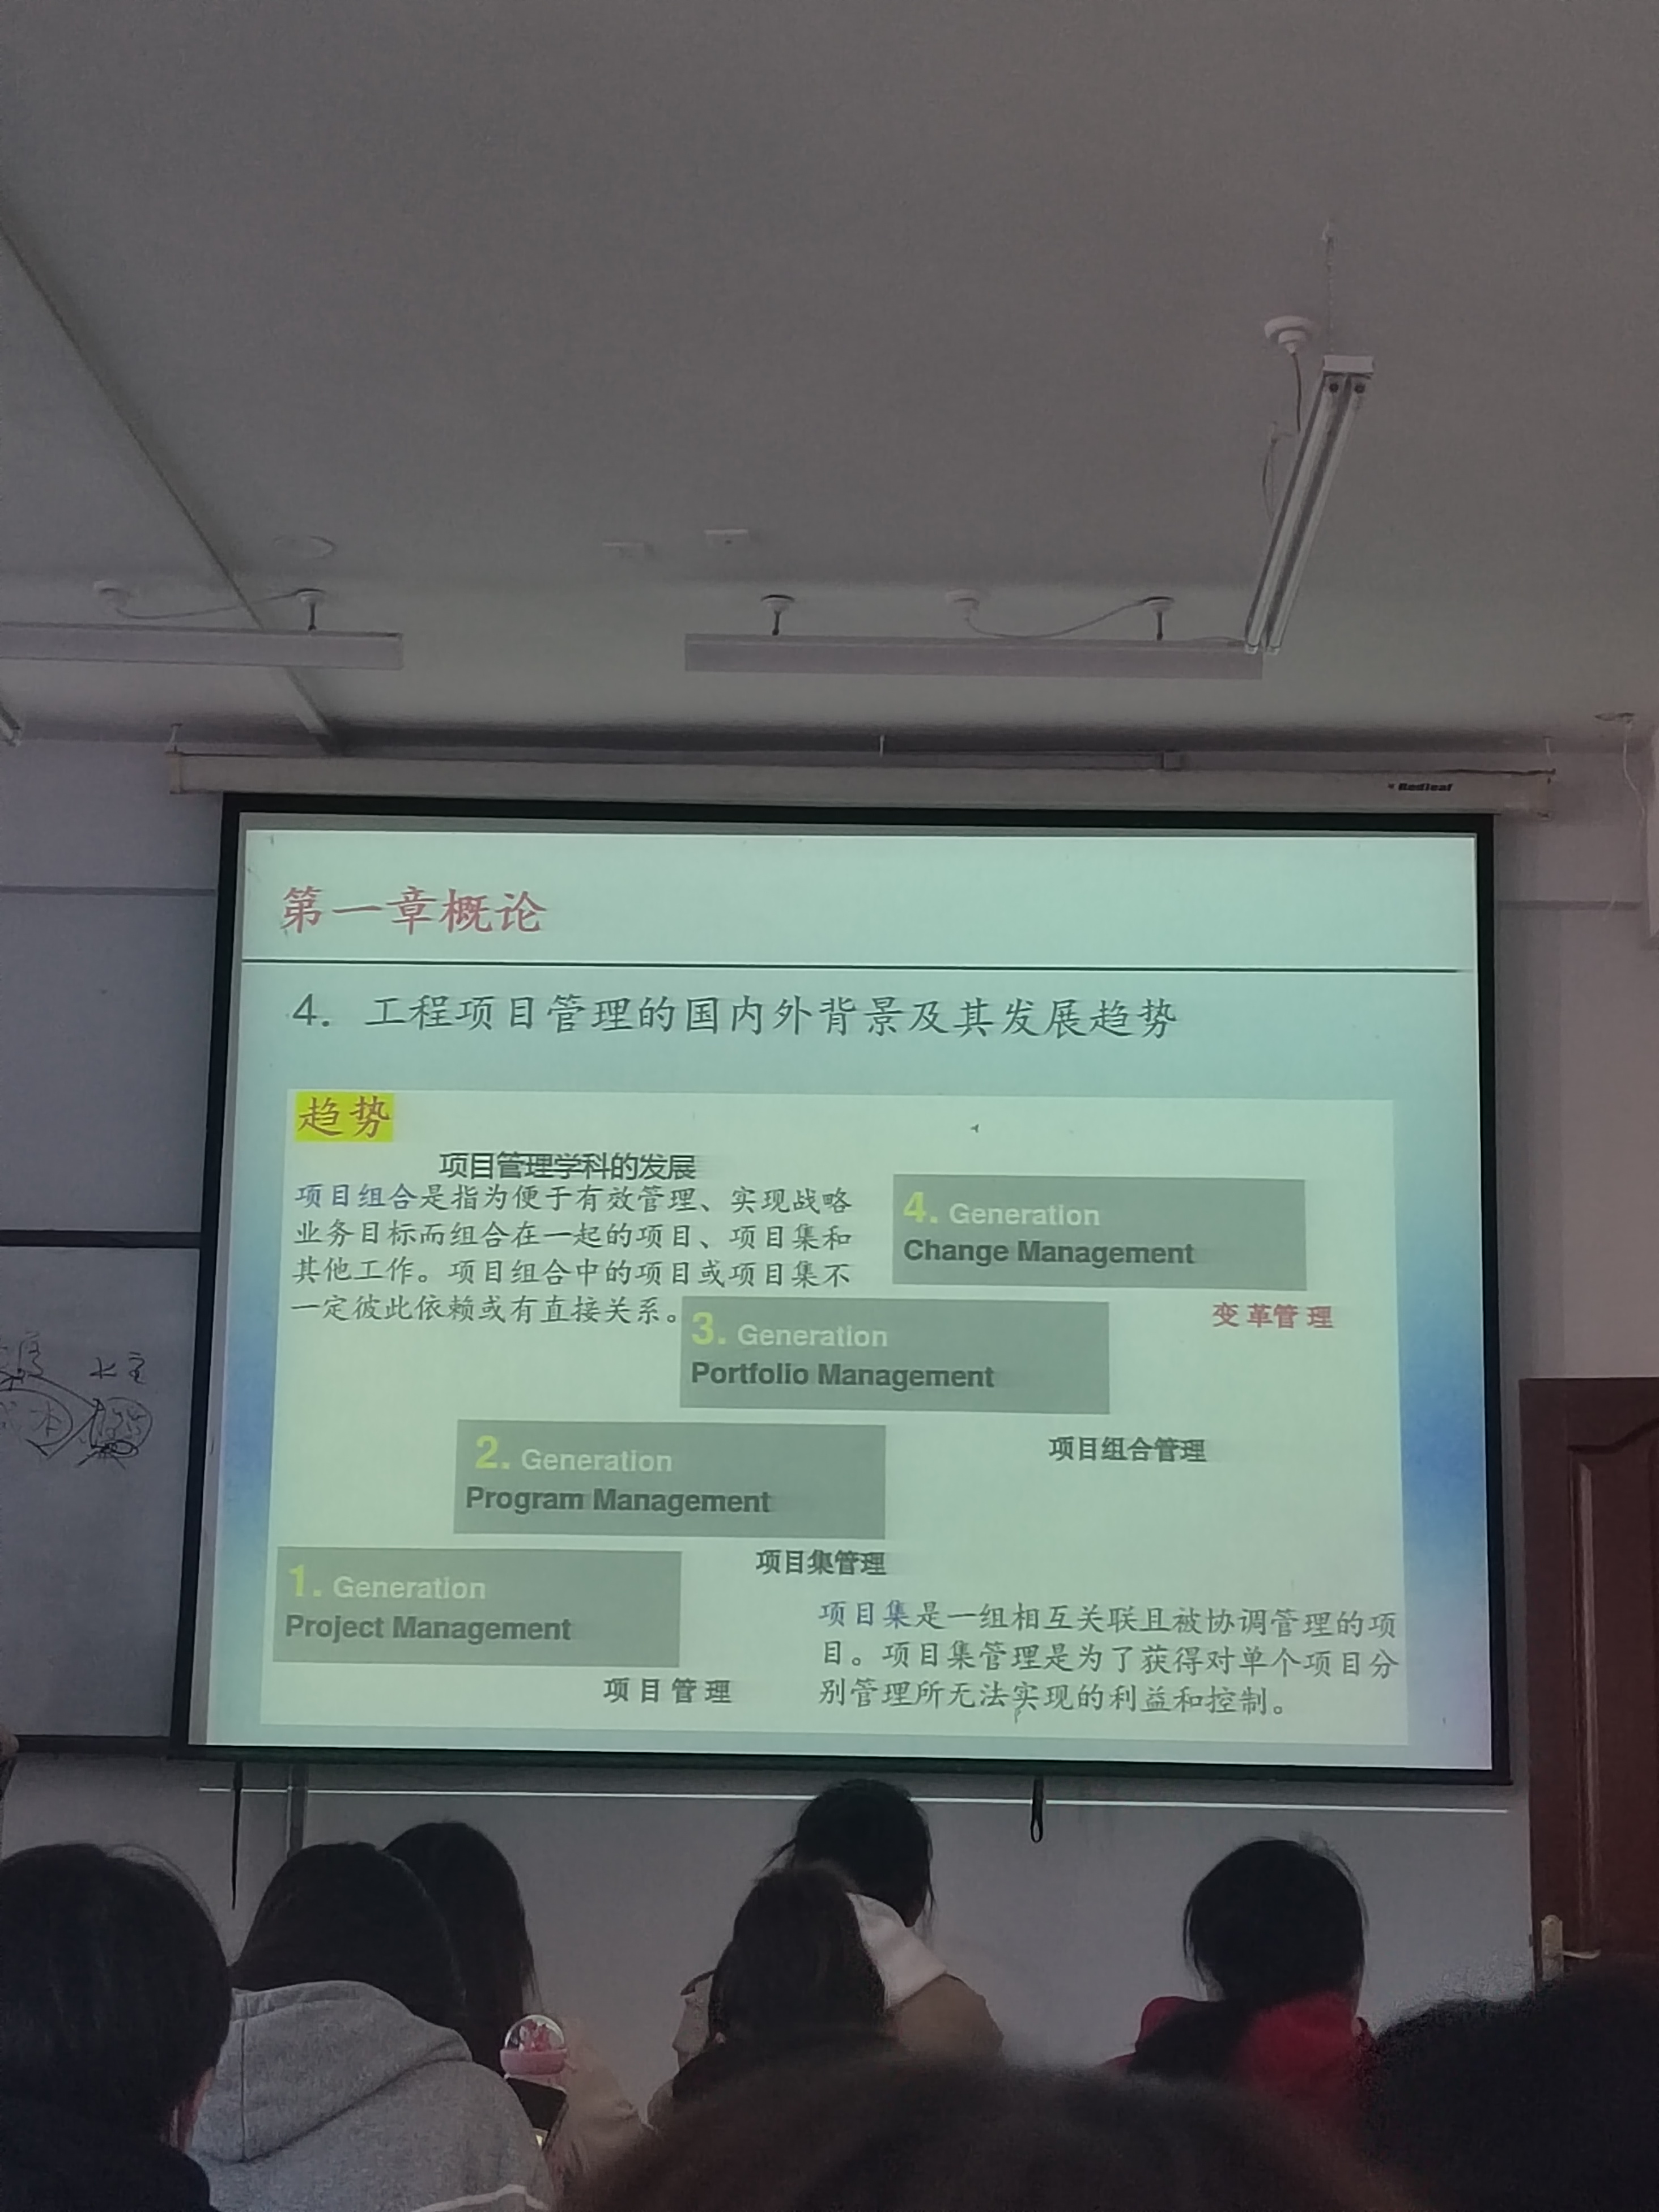 Redleaf
第一章概论
4. 工程项目管理的国内外背景及其发展趋势
趋势
项目管理学科的发展
项目组合是指为便于有效管理、实现战略
业务目标而组合在一起的项目、项目集和
其他工作。项目组合中的项目或项目集不
一定彼此依赖或有直接关系。
4. Generation
Change Management
变革管理
3. Generation
Portfolio Management
项目组合管理
2. Generation
Program Management
项目集管理
1. Generation
Project Management
项目管理
项目集是一组相互关联且被协调管理的项
目。项目集管理是为了获得对单个项目分
别管理所无法实现的利益和控制。